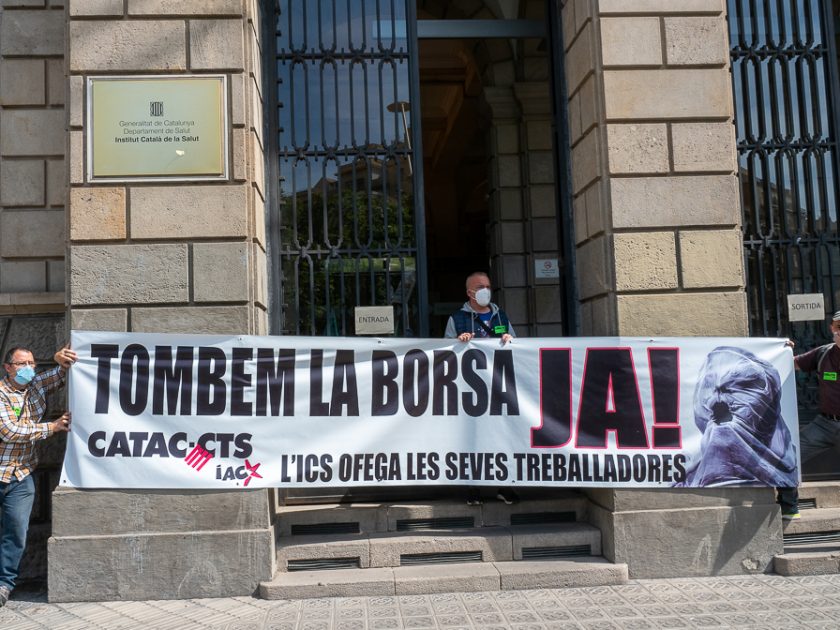 Generalitat de Catalunya
Departament de Salut
Institut Català de la Salut
ENTRADA
SORTIDA
TOMBEM LA BORSA JA!
CATAC·CTS
iAC
L'ICS OFEGA LES SEVES TREBALLADORES